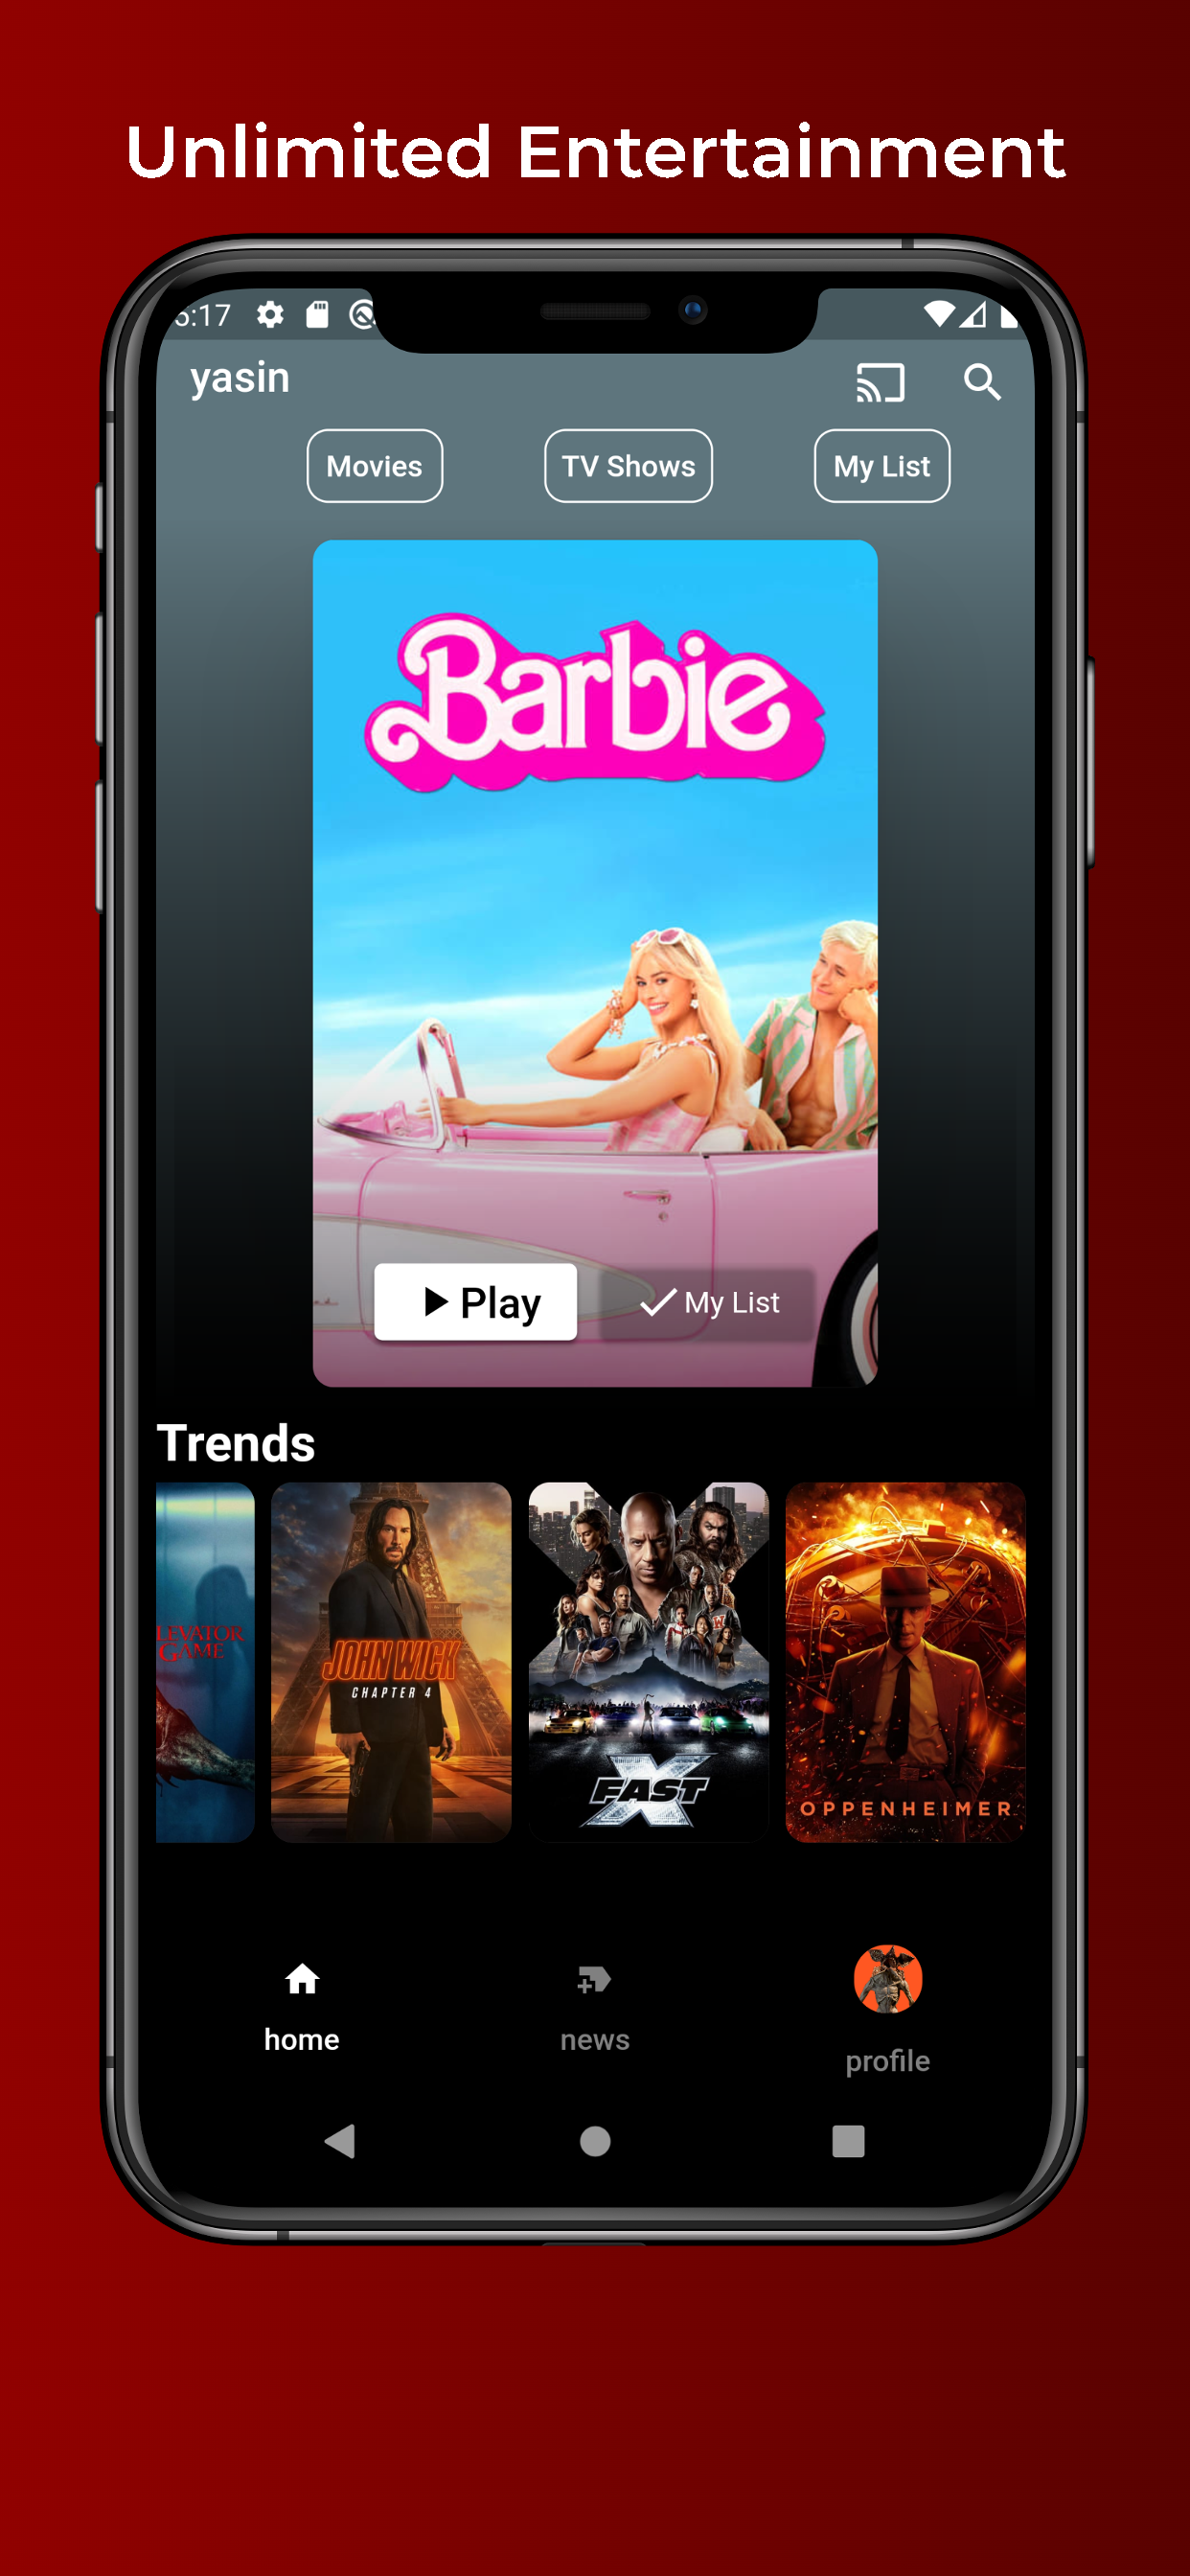 Unlimited Entertainment
5:17
yasin
Movies
TV Shows
My List
Barbie
Play
My List
Trends
LEVATOR
GAME
JOHN WICK
CHAPTER 4
FAST X
OPPENHEIMER
home
news
profile